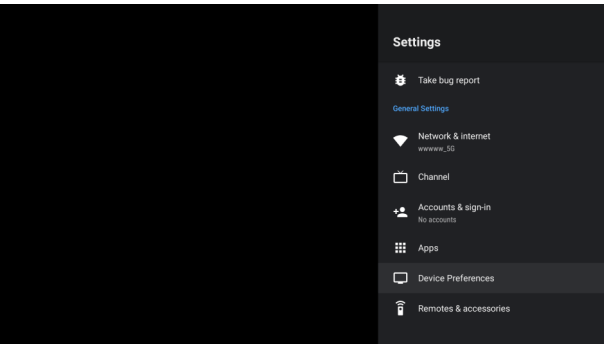 Settings
Take bug report
General Settings
Network & internet
wwwww_5G
Channel
Accounts & sign-in
No accounts
Apps
Device Preferences
Remotes & accessories